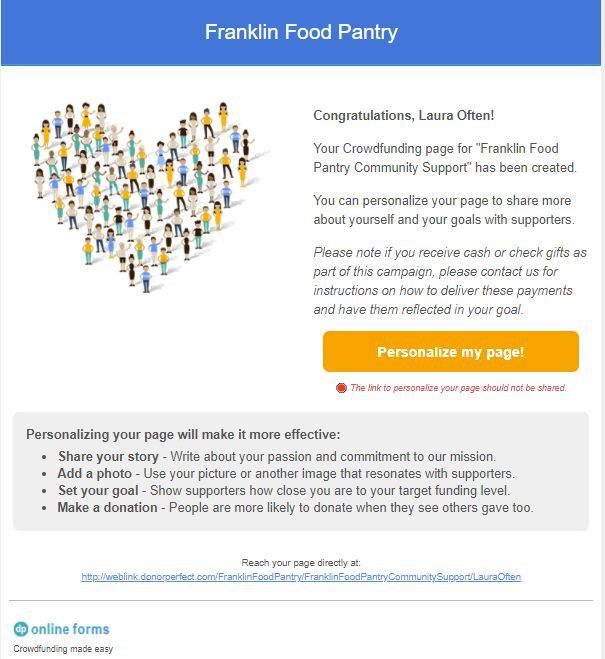 Franklin Food Pantry
Congratulations, Laura Often!
Your Crowdfunding page for "Franklin Food
Pantry Community Support" has been created.
You can personalize your page to share more
about yourself and your goals with supporters.
Please note if you receive cash or check gifts as
part of this campaign, please contact us for
instructions on how to deliver these payments
and have them reflected in your goal.
Personalize my page!
The link to personalize your page should not be shared.
Personalizing your page will make it more effective:
• Share your story - Write about your passion and commitment to our mission.
• Add a photo - Use your picture or another image that resonates with supporters.
• Set your goal - Show supporters how close you are to your target funding level.
• Make a donation - People are more likely to donate when they see others gave too.
Reach your page directly at:
http://weblink.donorperfect.com/FranklinFoodPantry/FranklinFoodPantryCommunitySupport/LauraOften
dp online forms
Crowdfunding made easy